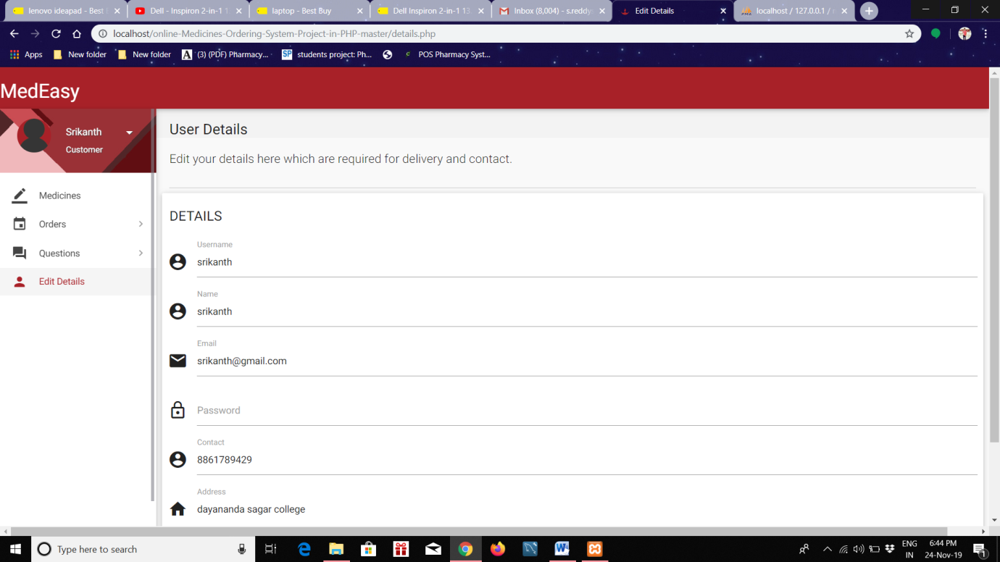 lenovo ideapad - Best
Dell - Inspiron 2-in-1 1
laptop - Best Buy
Dell Inspiron 2-in-1 13.
Inbox (8,004) - s.reddy
Edit Details
localhost / 127.0.0.1 /
localhost/online-Medicines-Ordering-System-Project-in-PHP-master/details.php
Apps
New folder
New folder
(3) (PDF) Pharmacy...
SP students project: Ph...
POS Pharmacy Syst...
MedEasy
Srikanth
Customer
Medicines
Orders
Questions
Edit Details
User Details
Edit your details here which are required for delivery and contact.
DETAILS
Username
srikanth
Name
srikanth
Email
srikanth@gmail.com
Password
Contact
8861789429
Address
dayananda sagar college
Type here to search
ENG
IN
6:44 PM
24-Nov-19
1